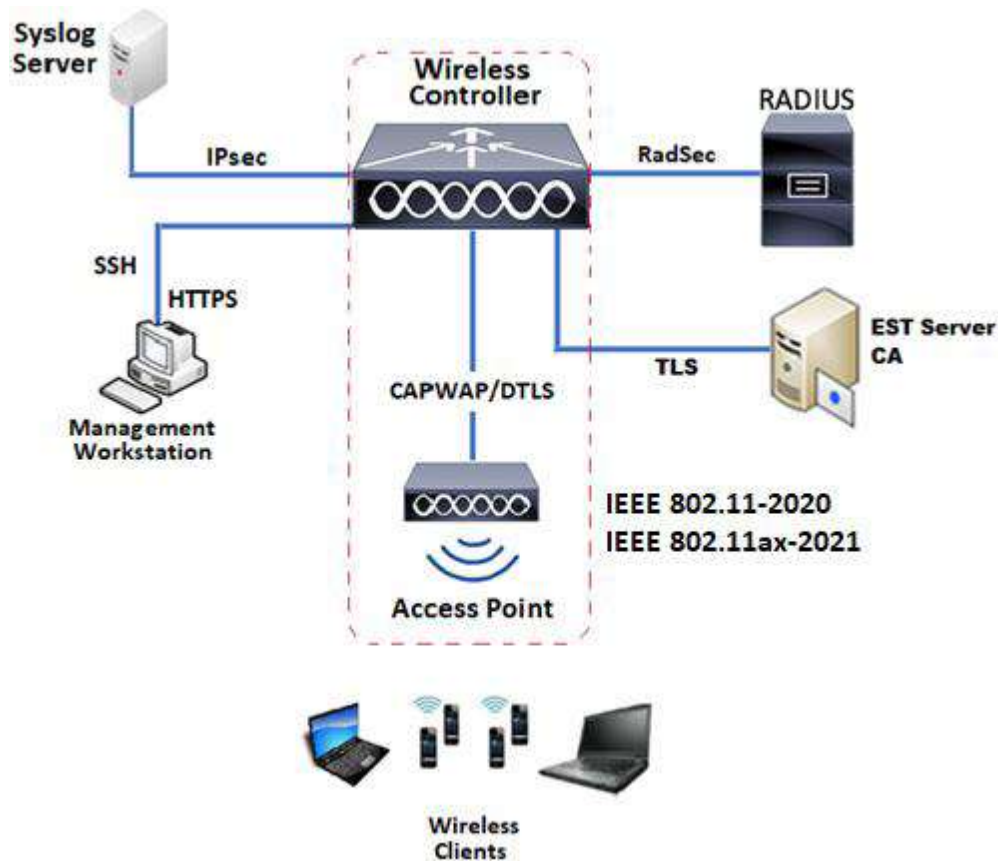 Syslog
Server
Wireless
Controller
RADIUS
IPsec
RadSec
SSH
HTTPS
EST Server
CA
TLS
CAPWAP/DTLS
Management
Workstation
IEEE 802.11-2020
IEEE 802.11ax-2021
Access Point
Wireless
Clients